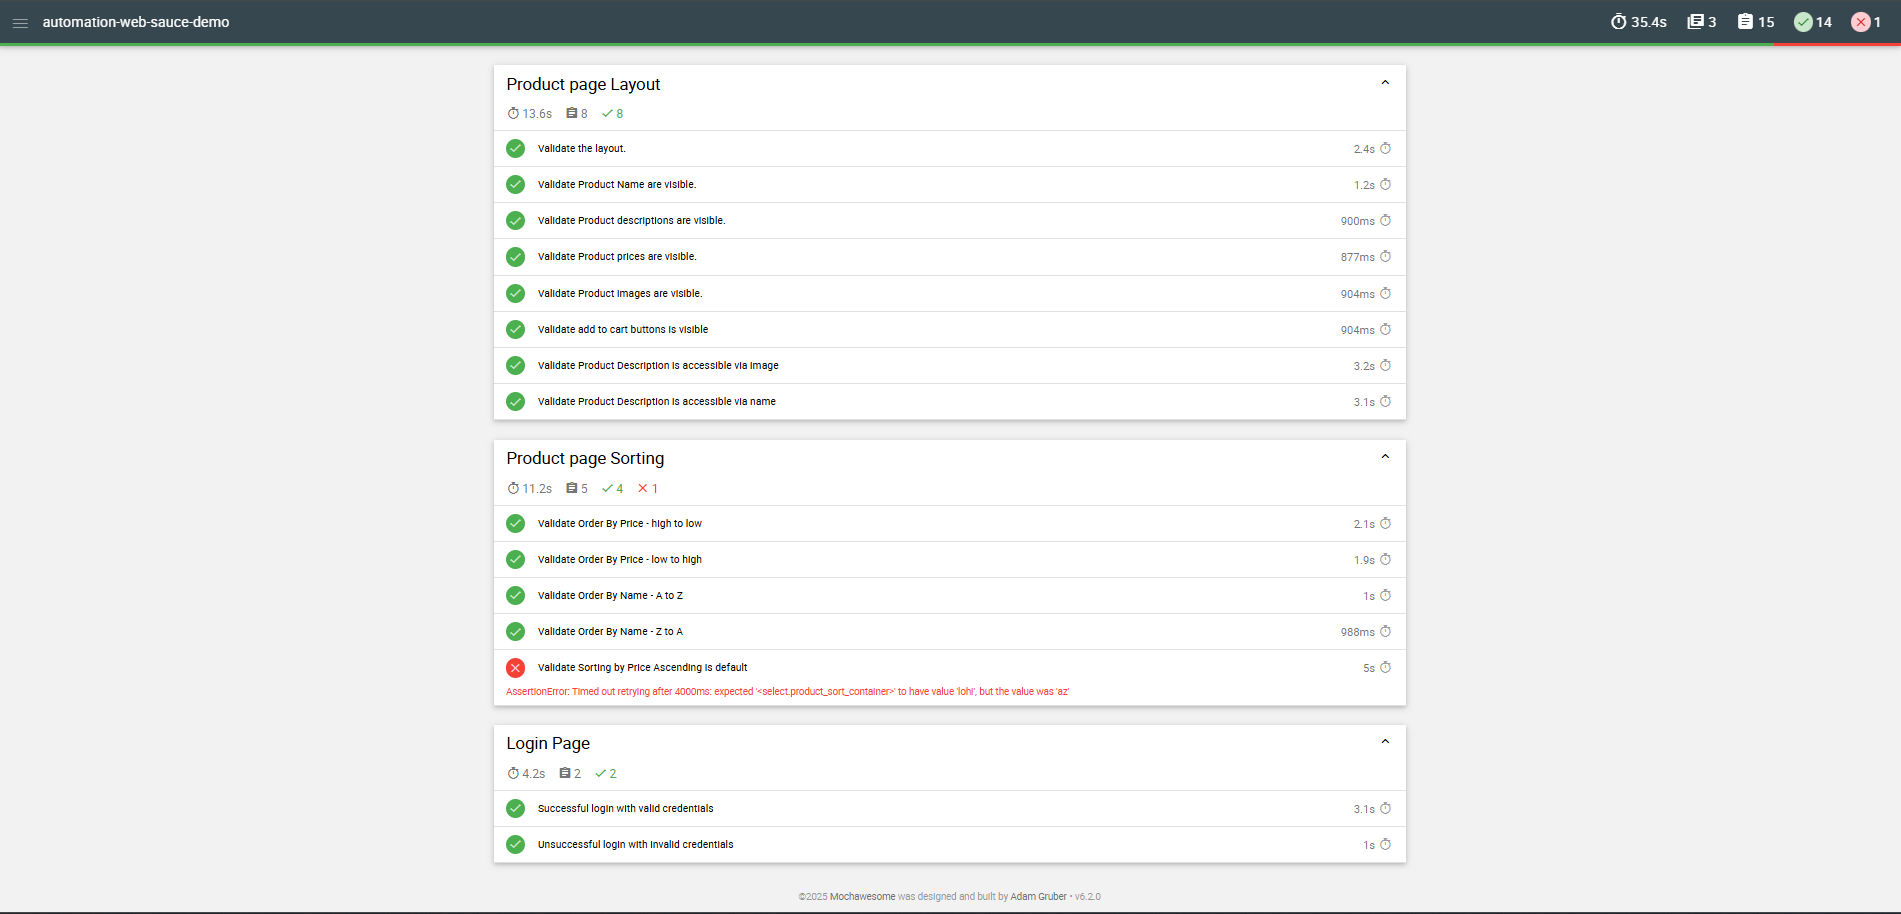 automation-web-sauce-demo 35.4s 3 15 14 1
Product page Layout
13.6s 8 8
Validate the layout. 2.4s
Validate Product Name are visible. 1.2s
Validate Product descriptions are visible. 900ms
Validate Product prices are visible. 877ms
Validate Product images are visible. 904ms
Validate add to cart buttons is visible 904ms
Validate Product Description is accessible via image 3.2s
Validate Product Description is accessible via name 3.1s
Product page Sorting
11.2s 5 4 1
Validate Order By Price - high to low 2.1s
Validate Order By Price - low to high 1.9s
Validate Order By Name - A to Z 1s
Validate Order By Name - Z to A 988ms
Validate Sorting by Price Ascending is default 5s
AssertionError: Timed out retrying after 4000ms: expected '<select.product_sort_container>' to have value 'lohi', but the value was 'az'
Login Page
4.2s 2 2
Successful login with valid credentials 3.1s
Unsuccessful login with invalid credentials 1s
©2025 Mochawesome was designed and built by Adam Gruber • v6.2.0